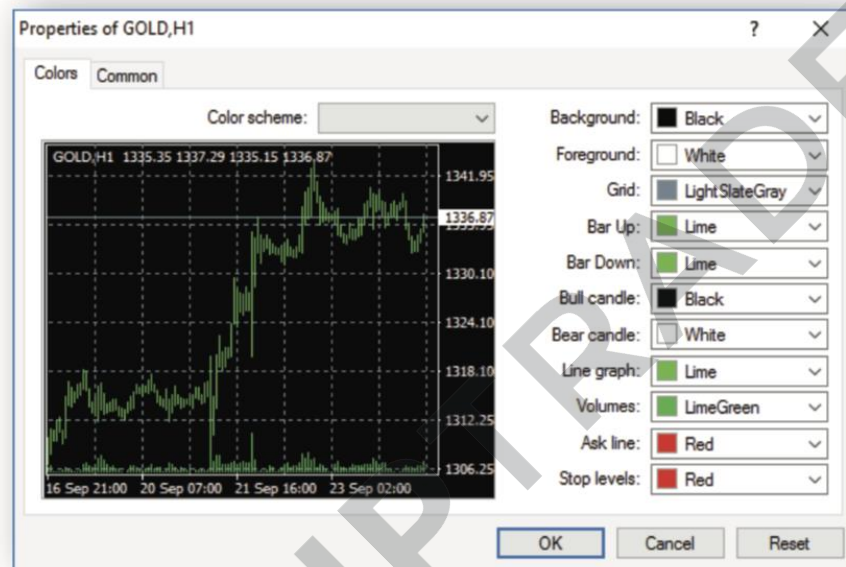 Properties of GOLD,H1
? X
Colors Common
Color scheme:
GOLD,H1 1335.35 1337.29 1335.15 1336.87
1341.95
1336.87
1330.10
1324.10
1318.10
1312.25
1306.25
16 Sep 21:00 20 Sep 07:00 21 Sep 16:00 23 Sep 02:00
Background: Black
Foreground: White
Grid: LightSlateGray
Bar Up: Lime
Bar Down: Lime
Bull candle: Black
Bear candle: White
Line graph: Lime
Volumes: LimeGreen
Ask line: Red
Stop levels: Red
OK Cancel Reset
IPTRADE